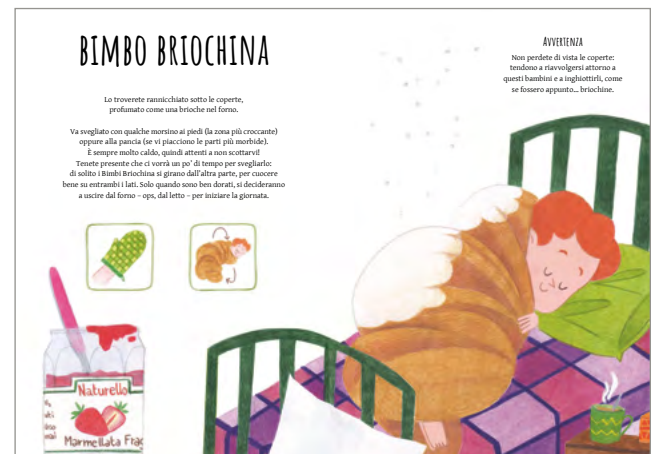 BIMBO BRIOCHINA
Lo troverete rannicchiato sotto le coperte,
profumato come una brioche nel forno.
Va svegliato con qualche morsino ai piedi (la zona più croccante)
oppure alla pancia (se vi piacciono le parti più morbide).
È sempre molto caldo, quindi attenti a non scottarvi!
Tenete presente che ci vorrà un po' di tempo per svegliarlo:
di solito i Bimbi Briochina si girano dall'altra parte, per cuocere
bene su entrambi i lati. Solo quando sono ben dorati, si decideranno
a uscire dal forno – ops, dal letto – per iniziare la giornata.
Avvertenza
Non perdete di vista le coperte:
tendono a riavvolgersi attorno a
questi bambini e a inghiottirli, come
se fossero appunto... briochine.
Naturello
Marmellata Frag